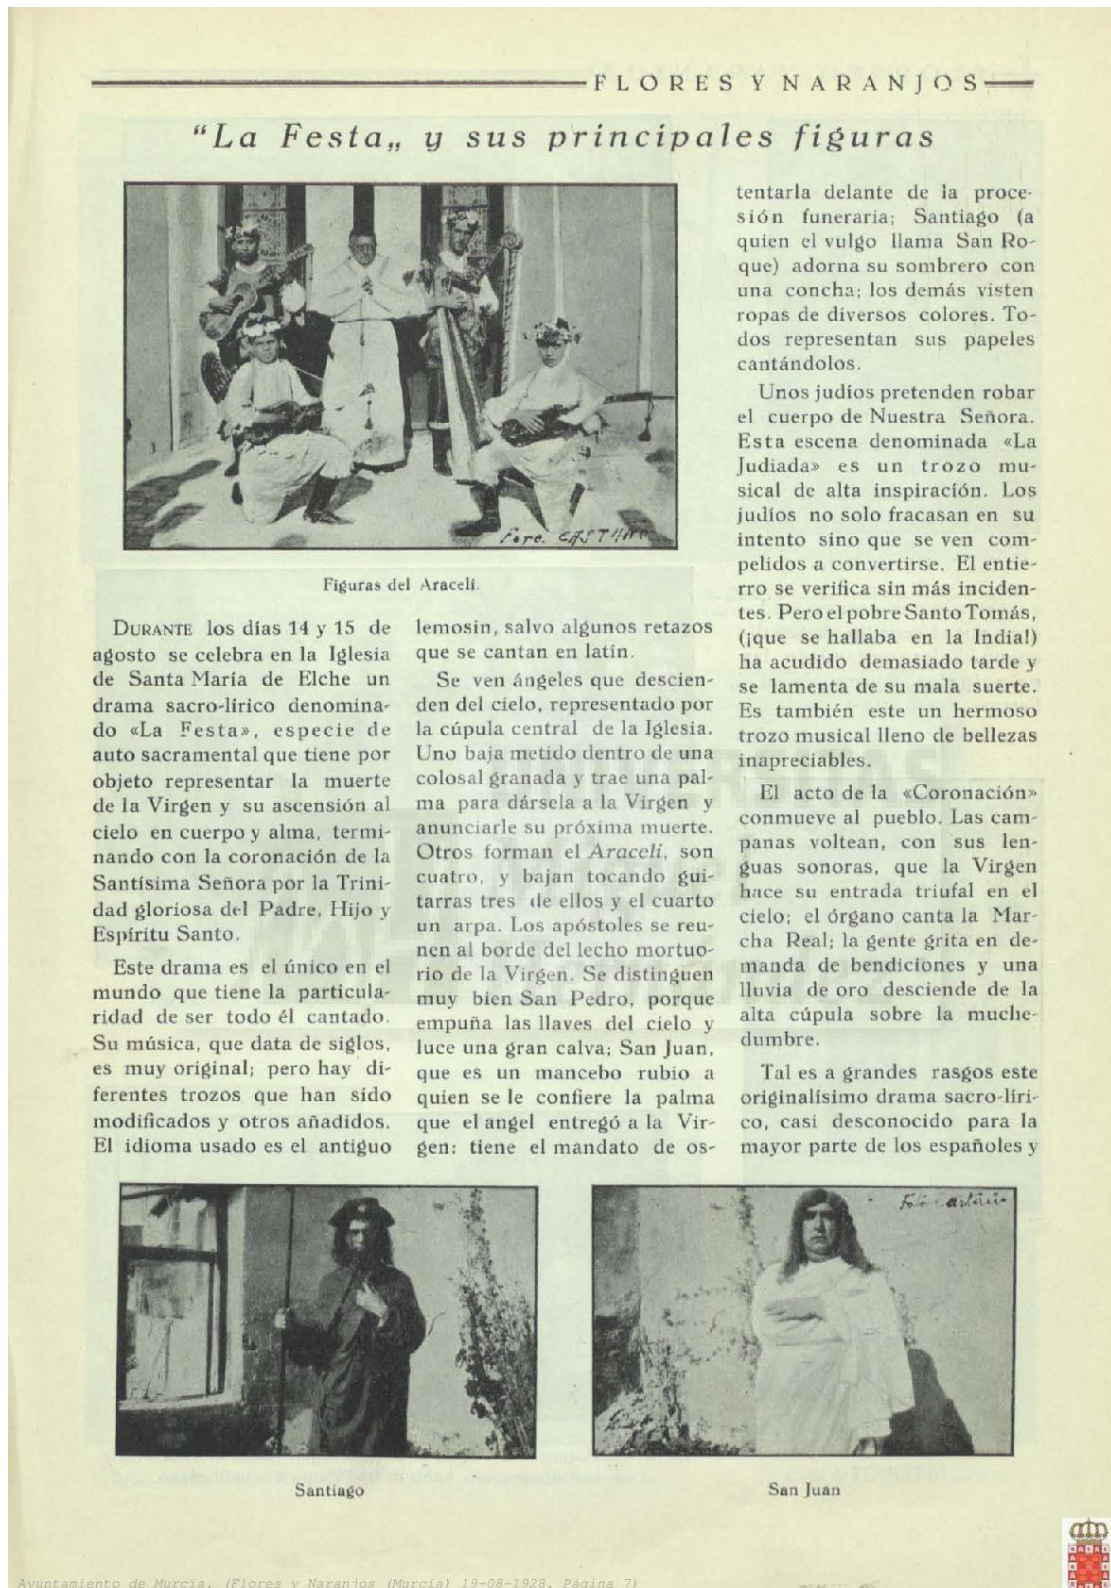 FLORES Y NARANJOS
“La Festa„ y sus principales figuras
Foto. CASTAÑO
Figuras del Araceli.
DURANTE los días 14 y 15 de
agosto se celebra en la Iglesia
de Santa María de Elche un
drama sacro-lírico denomina-
do «La Festa», especie de
auto sacramental que tiene por
objeto representar la muerte
de la Virgen y su ascensión al
cielo en cuerpo y alma, termi-
nando con la coronación de la
Santísima Señora por la Trini-
dad gloriosa del Padre, Hijo y
Espíritu Santo.
Este drama es el único en el
mundo que tiene la particula-
ridad de ser todo él cantado.
Su música, que data de siglos,
es muy original; pero hay di-
ferentes trozos que han sido
modificados y otros añadidos.
El idioma usado es el antiguo
lemosin, salvo algunos retazos
que se cantan en latín.
Se ven ángeles que descien-
den del cielo, representado por
la cúpula central de la Iglesia.
Uno baja metido dentro de una
colosal granada y trae una pal-
ma para dársela a la Virgen y
anunciarle su próxima muerte.
Otros forman el Araceli, son
cuatro, y bajan tocando gui-
tarras tres de ellos y el cuarto
un arpa. Los apóstoles se reu-
nen al borde del lecho mortuo-
rio de la Virgen. Se distinguen
muy bien San Pedro, porque
empuña las llaves del cielo y
luce una gran calva; San Juan,
que es un mancebo rubio a
quien se le confiere la palma
que el angel entregó a la Vir-
gen: tiene el mandato de os-
tentarla delante de la proce-
sión funeraria; Santiago (a
quien el vulgo llama San Ro-
que) adorna su sombrero con
una concha; los demás visten
ropas de diversos colores. To-
dos representan sus papeles
cantándolos.
Unos judíos pretenden robar
el cuerpo de Nuestra Señora.
Esta escena denominada «La
Judiada» es un trozo mu-
sical de alta inspiración. Los
judíos no solo fracasan en su
intento sino que se ven com-
pelidos a convertirse. El entie-
rro se verifica sin más inciden-
tes. Pero el pobre Santo Tomás,
(¡que se hallaba en la India!)
ha acudido demasiado tarde y
se lamenta de su mala suerte.
Es también este un hermoso
trozo musical lleno de bellezas
inapreciables.
El acto de la «Coronación»
conmueve al pueblo. Las cam-
panas voltean, con sus len-
guas sonoras, que la Virgen
hace su entrada triufal en el
cielo; el órgano canta la Mar-
cha Real; la gente grita en de-
manda de bendiciones y una
lluvia de oro desciende de la
alta cúpula sobre la muche-
dumbre.
Tal es a grandes rasgos este
originalísimo drama sacro-líri-
co, casi desconocido para la
mayor parte de los españoles y
Foto Castaño
Santiago
San Juan
Ayuntamiento de Murcia. (Flores y Naranjos (Murcia) 19-08-1928. Página 7)